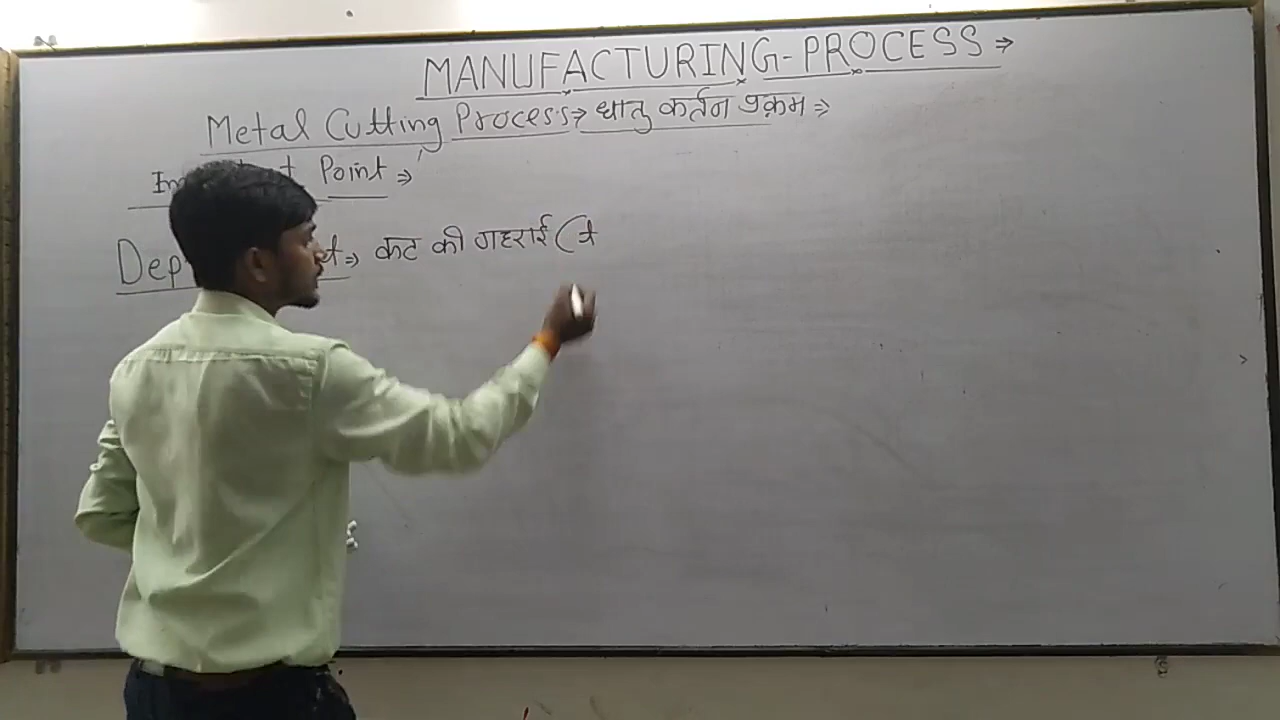 MANUFACTURING-PROCESS ⇒
Metal Cutting Process ⇒ धातु कर्तन प्रक्रम ⇒
Point ⇒
⇒ कट की गहराई (t